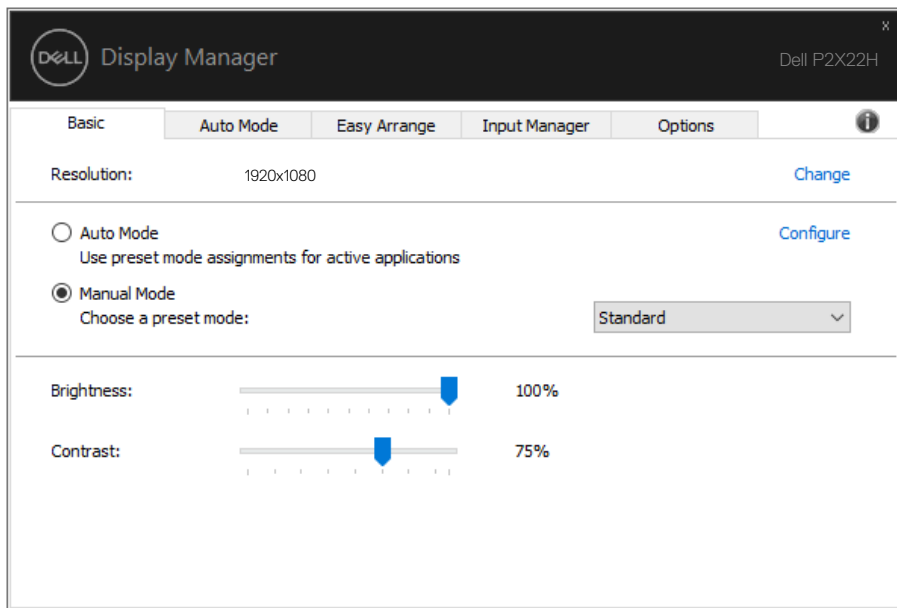 x
DELL Display Manager
Dell P2X22H
Basic Auto Mode Easy Arrange Input Manager Options i
Resolution: 1920x1080 Change
Auto Mode Configure
Use preset mode assignments for active applications
Manual Mode
Choose a preset mode: Standard
Brightness: 100%
Contrast: 75%